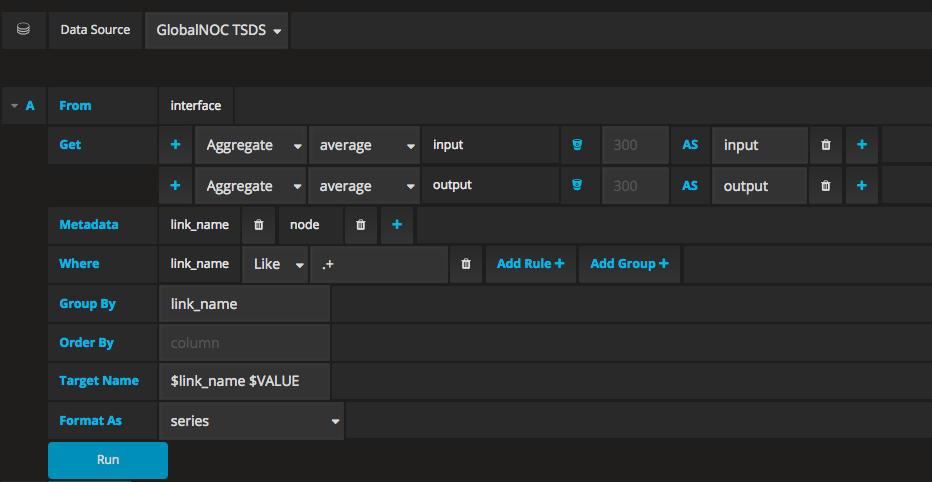 Data Source GlobalNOC TSDS
A From interface
Get + Aggregate average input 300 AS input +
+ Aggregate average output 300 AS output +
Metadata link_name node +
Where link_name Like .+ Add Rule + Add Group +
Group By link_name
Order By column
Target Name $link_name $VALUE
Format As series
Run